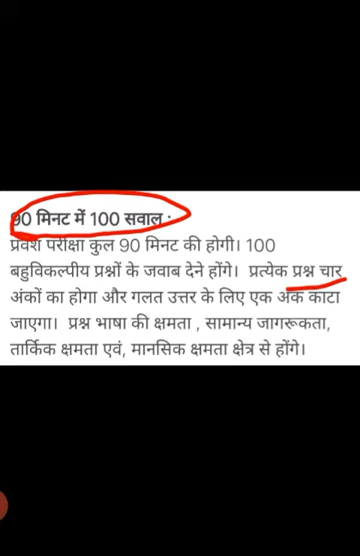 90 मिनट में 100 सवाल :
प्रवेश परीक्षा कुल 90 मिनट की होगी। 100
बहुविकल्पीय प्रश्नों के जवाब देने होंगे। प्रत्येक प्रश्न चार
अंकों का होगा और गलत उत्तर के लिए एक अंक काटा
जाएगा। प्रश्न भाषा की क्षमता , सामान्य जागरूकता,
तार्किक क्षमता एवं, मानसिक क्षमता क्षेत्र से होंगे।